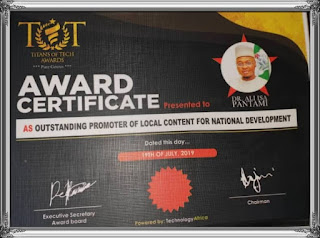 TOT
TITANS OF TECH
AWARDS
AWARD
CERTIFICATE Presented to
DR. ALI ISA
PANTAMI
AS OUTSTANDING PROMOTER OF LOCAL CONTENT FOR NATIONAL DEVELOPMENT
Dated this day...
19TH OF JULY, 2019
Executive Secretary
Award board
Chairman
Powered by: TechnologyAfrica